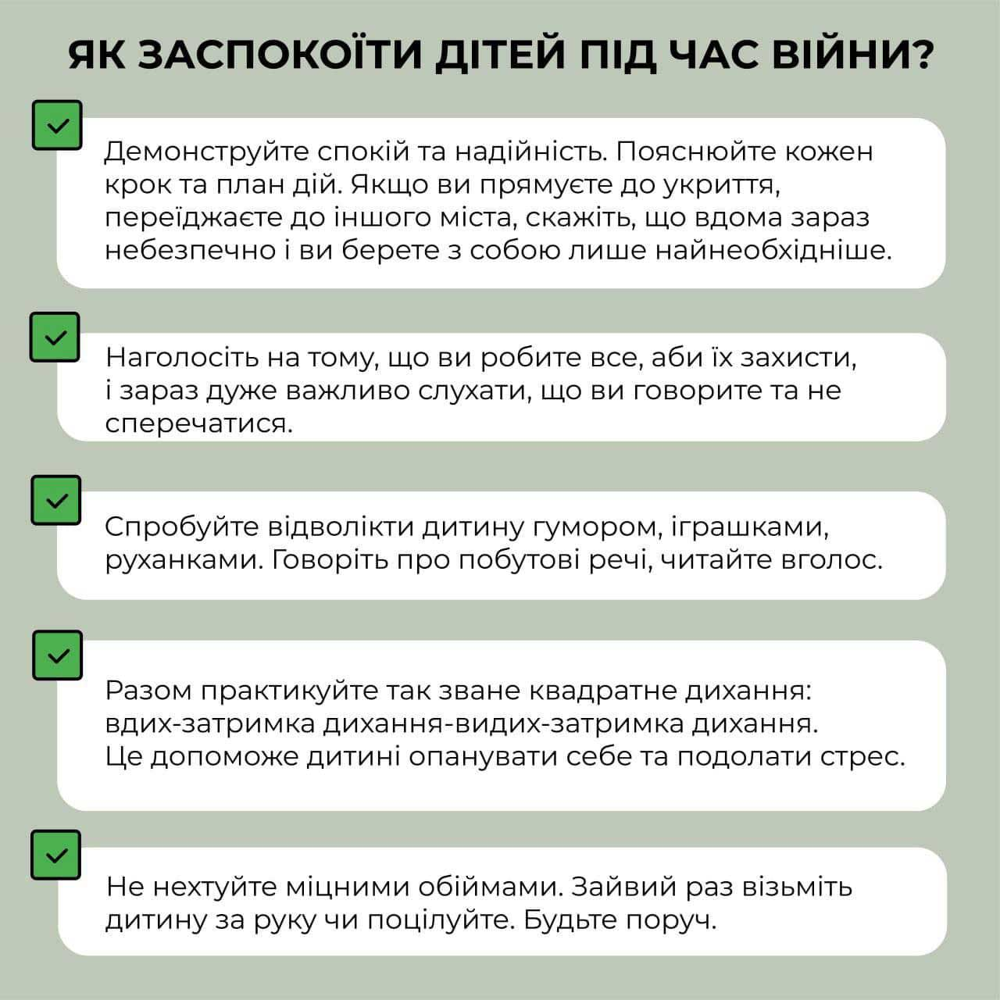 ЯК ЗАСПОКОЇТИ ДІТЕЙ ПІД ЧАС ВІЙНИ?
Демонструйте спокій та надійність. Пояснюйте кожен
крок та план дій. Якщо ви прямуєте до укриття,
переїджаєте до іншого міста, скажіть, що вдома зараз
небезпечно і ви берете з собою лише найнеобхідніше.
Наголосіть на тому, що ви робите все, аби їх захисти,
і зараз дуже важливо слухати, що ви говорите та не
сперечатися.
Спробуйте відволікти дитину гумором, іграшками,
руханками. Говоріть про побутові речі, читайте вголос.
Разом практикуйте так зване квадратне дихання:
вдих-затримка дихання-видих-затримка дихання.
Це допоможе дитині опанувати себе та подолати стрес.
Не нехтуйте міцними обіймами. Зайвий раз візьміть
дитину за руку чи поцілуйте. Будьте поруч.